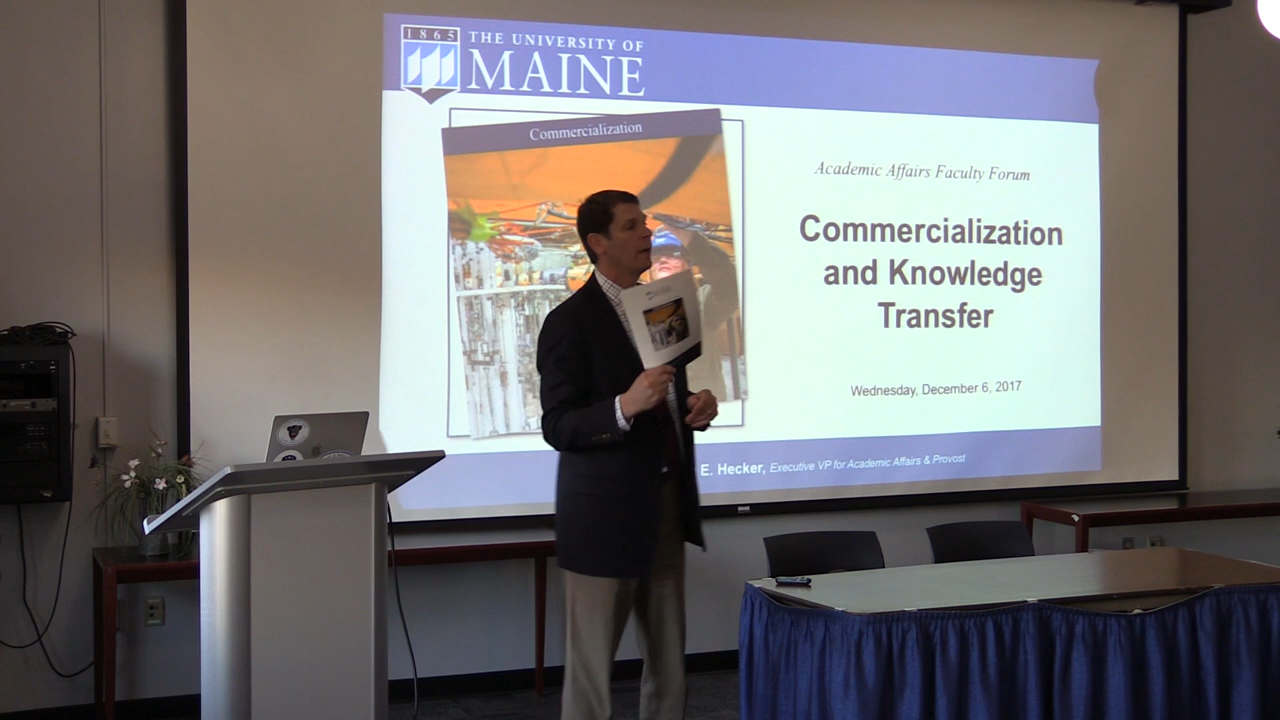 1865
THE UNIVERSITY OF
MAINE
Commercialization
Academic Affairs Faculty Forum
Commercialization
and Knowledge
Transfer
Wednesday, December 6, 2017
E. Hecker, Executive VP for Academic Affairs & Provost